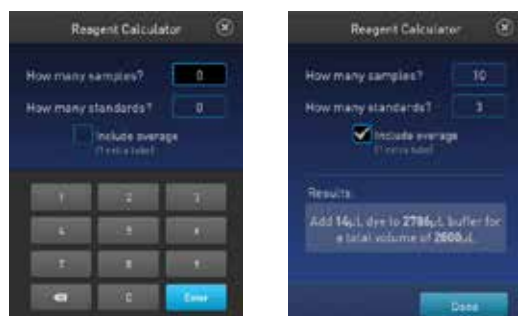 Reagent Calculator
How many samples? 0
How many standards? 0
Include average
(1 extra tube)
1 2 3
4 5 6
7 8 9
0 Enter
Reagent Calculator
How many samples? 10
How many standards? 3
Include average
(1 extra tube)
Results:
Add 14µL dye to 2786µL buffer for
a total volume of 2800µL.
Done